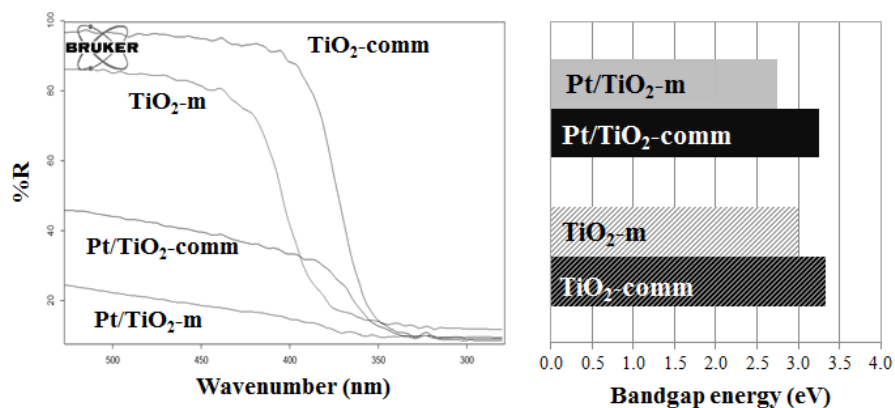 100
80
60
40
20
%R
BRUKER
TiO₂-comm
TiO₂-m
Pt/TiO₂-comm
Pt/TiO₂-m
500
450
400
350
300
Wavenumber (nm)
Pt/TiO₂-m
Pt/TiO₂-comm
TiO₂-m
TiO₂-comm
0.0 0.5 1.0 1.5 2.0 2.5 3.0 3.5 4.0
Bandgap energy (eV)